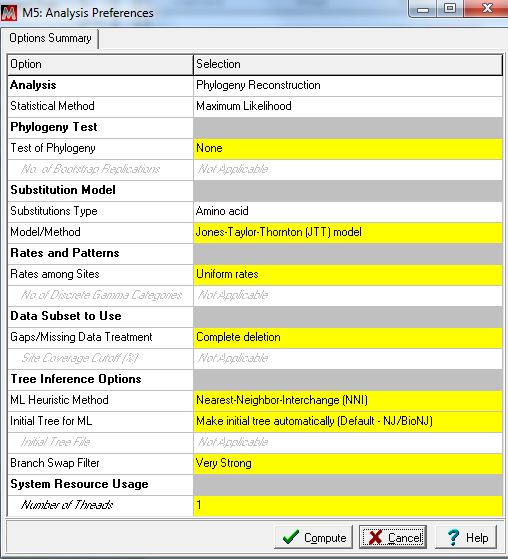 M5: Analysis Preferences
Options Summary
Option Selection
Analysis Phylogeny Reconstruction
Statistical Method Maximum Likelihood
Phylogeny Test
Test of Phylogeny None
No. of Bootstrap Replications Not Applicable
Substitution Model
Substitutions Type Amino acid
Model/Method Jones-Taylor-Thornton (JTT) model
Rates and Patterns
Rates among Sites Uniform rates
No of Discrete Gamma Categories Not Applicable
Data Subset to Use
Gaps/Missing Data Treatment Complete deletion
Site Coverage Cutoff (%) Not Applicable
Tree Inference Options
ML Heuristic Method Nearest-Neighbor-Interchange (NNI)
Initial Tree for ML Make initial tree automatically (Default - NJ/BioNJ)
Initial Tree File Not Applicable
Branch Swap Filter Very Strong
System Resource Usage
Number of Threads 1
Compute Cancel ? Help